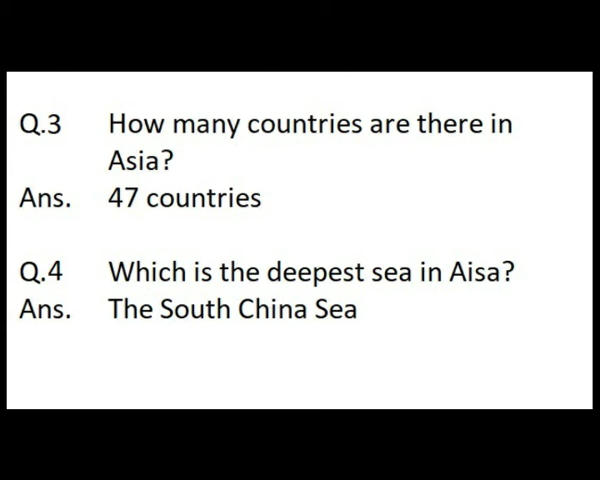 Q.3 How many countries are there in
Asia?
Ans. 47 countries
Q.4 Which is the deepest sea in Aisa?
Ans. The South China Sea